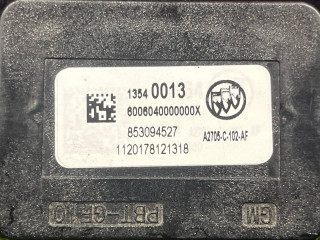 1354 0013
6006040000000X
853094527
A2705-C-102-AF
1120178121318
GM
PBT-GF10